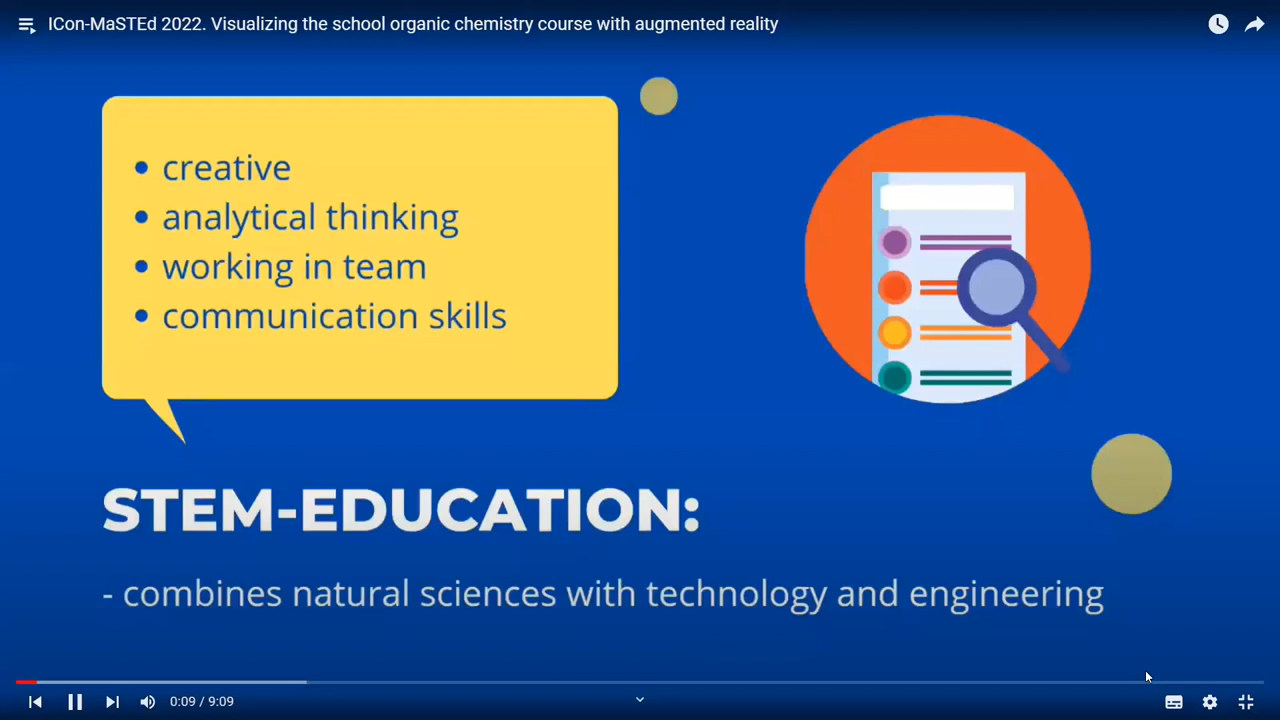 ICon-MaSTEd 2022. Visualizing the school organic chemistry course with augmented reality
• creative
• analytical thinking
• working in team
• communication skills
STEM-EDUCATION:
- combines natural sciences with technology and engineering
0:09 / 9:09